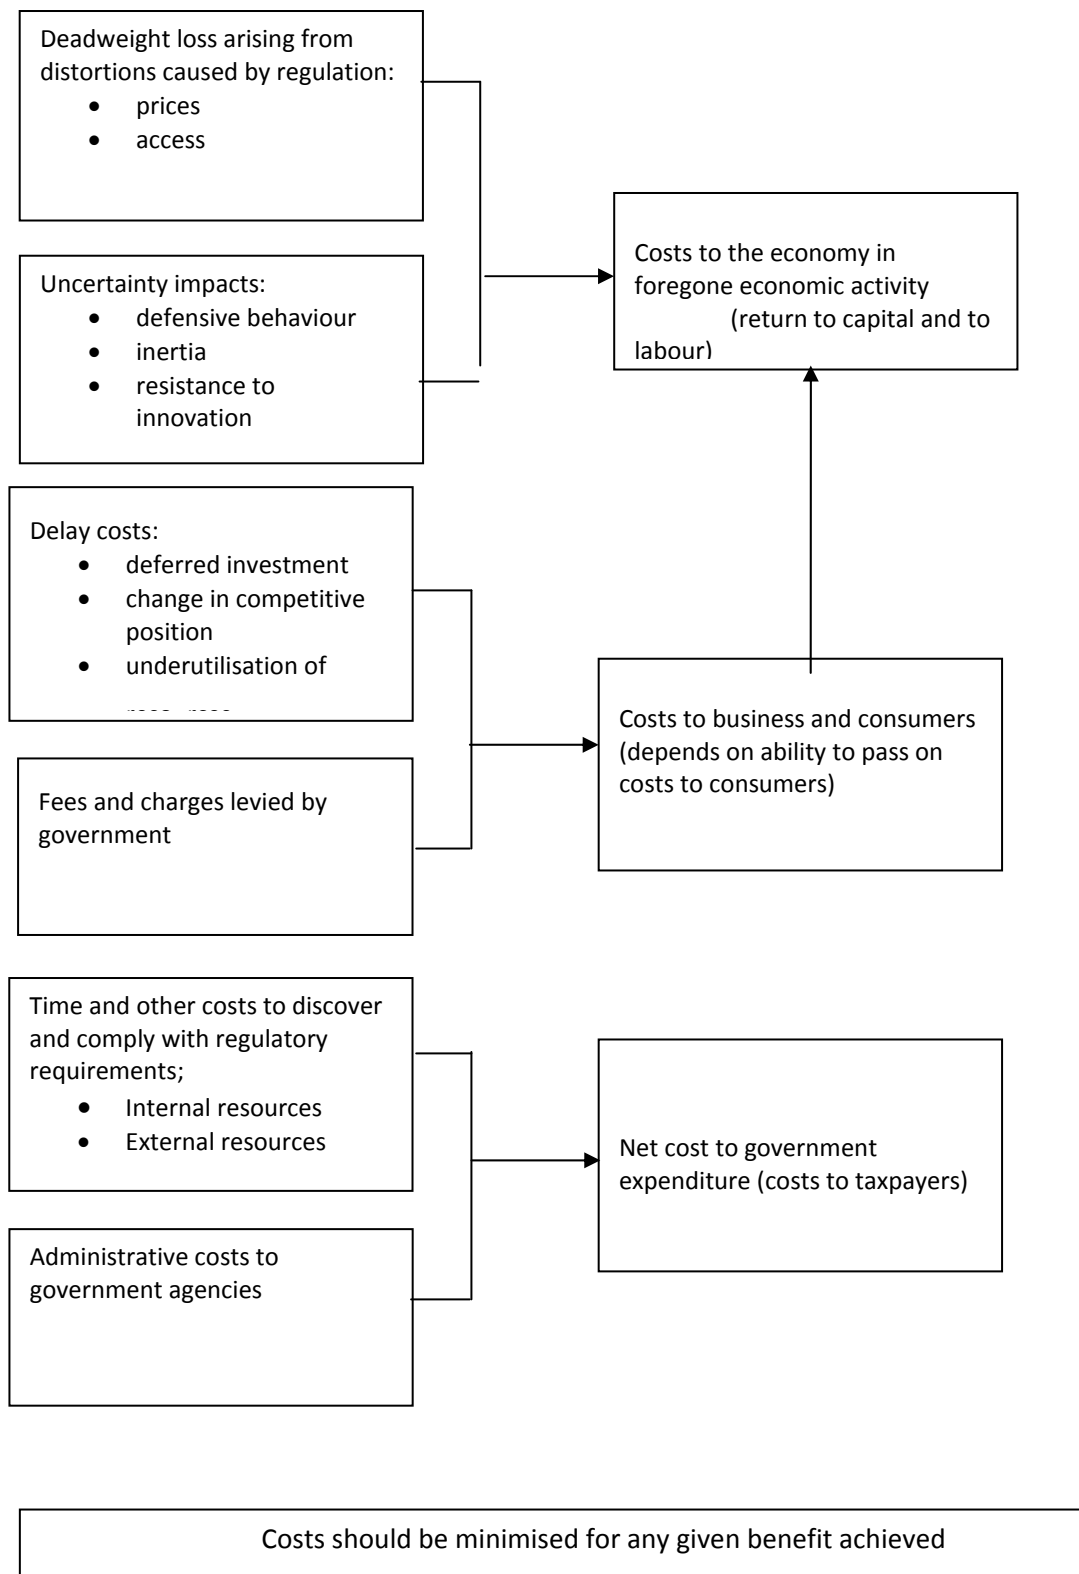 Deadweight loss arising from
distortions caused by regulation:
• prices
• access
Uncertainty impacts:
• defensive behaviour
• inertia
• resistance to
innovation
Costs to the economy in
foregone economic activity
(return to capital and to
labour)
Delay costs:
• deferred investment
• change in competitive
position
• underutilisation of
Fees and charges levied by
government
Costs to business and consumers
(depends on ability to pass on
costs to consumers)
Time and other costs to discover
and comply with regulatory
requirements;
• Internal resources
• External resources
Administrative costs to
government agencies
Net cost to government
expenditure (costs to taxpayers)
Costs should be minimised for any given benefit achieved